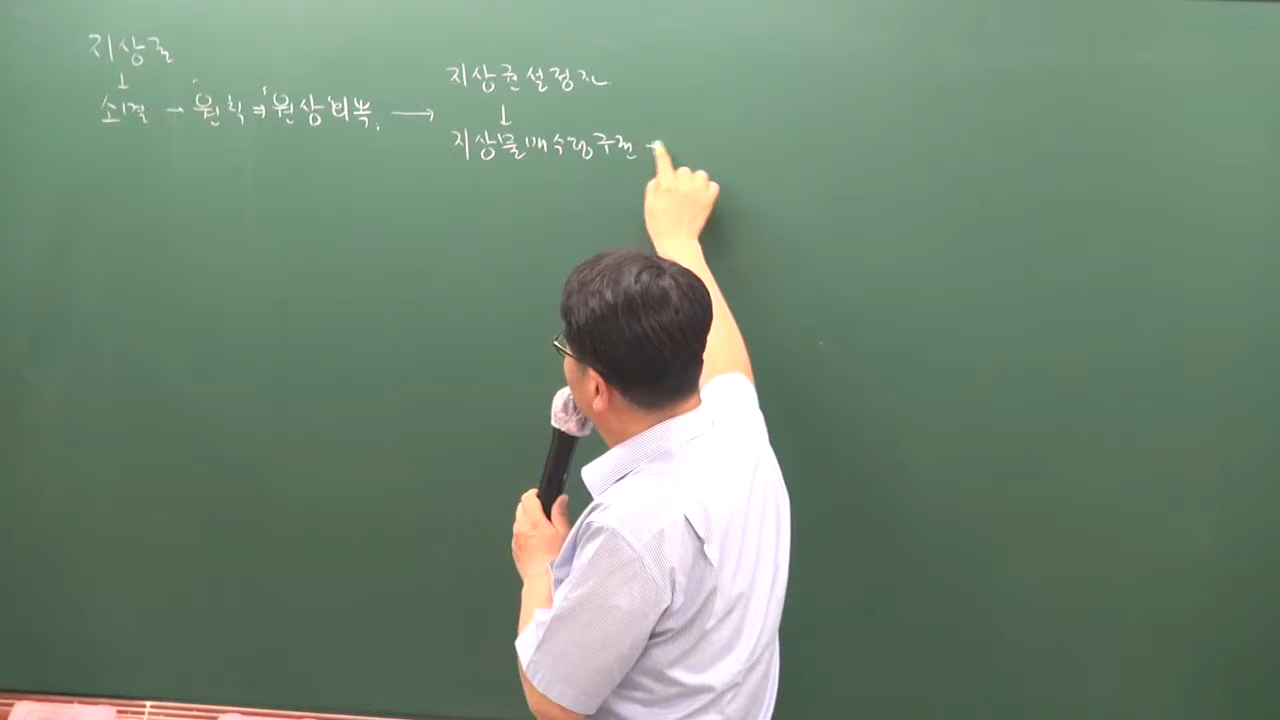 지상권
↓
소멸 → 원칙 ⇒ 원상회복. →
지상권설정자
↓
지상물매수청구권 →